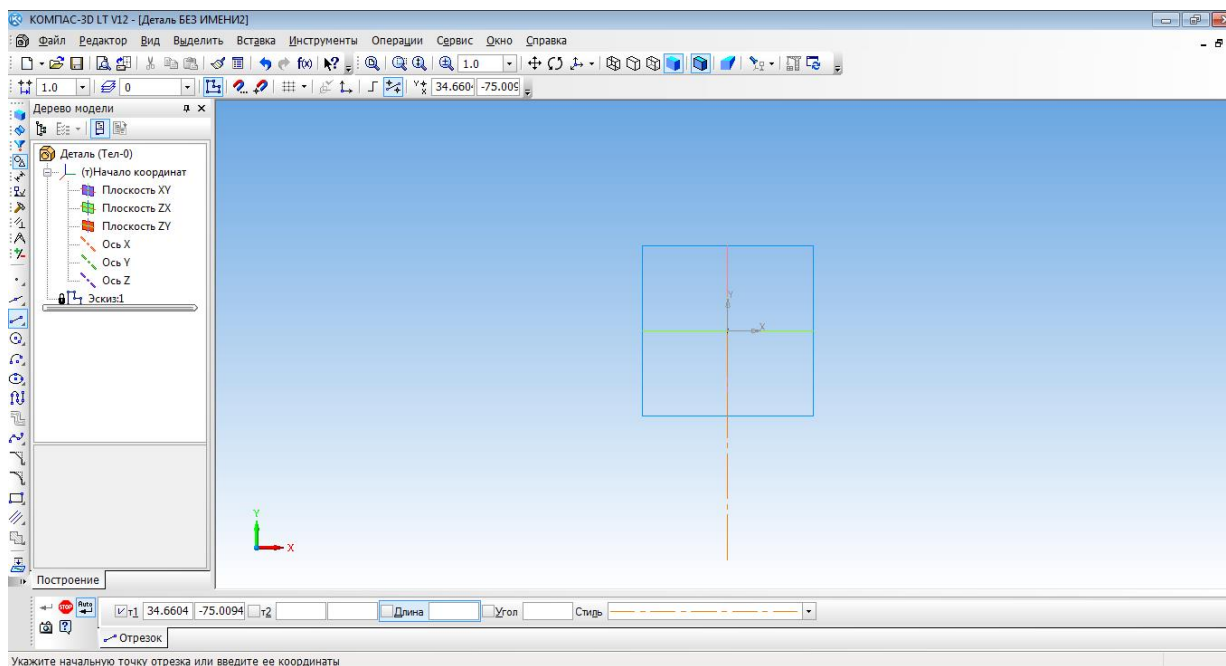 КОМПАС-3D LT V12 - [Деталь БЕЗ ИМЕНИ2]
Файл Редактор Вид Выделить Вставка Инструменты Операции Сервис Окно Справка
f(x) 1.0
1.0 0 34.660 -75.009
Дерево модели
Деталь (Тел-0)
(т)Начало координат
Плоскость XY
Плоскость ZX
Плоскость ZY
Ось X
Ось Y
Ось Z
Эскиз:1
Y
X
Y
X
Построение
STOP Auto т1 34.6604 -75.0094 т2 Длина Угол Стиль
Отрезок
Укажите начальную точку отрезка или введите ее координаты